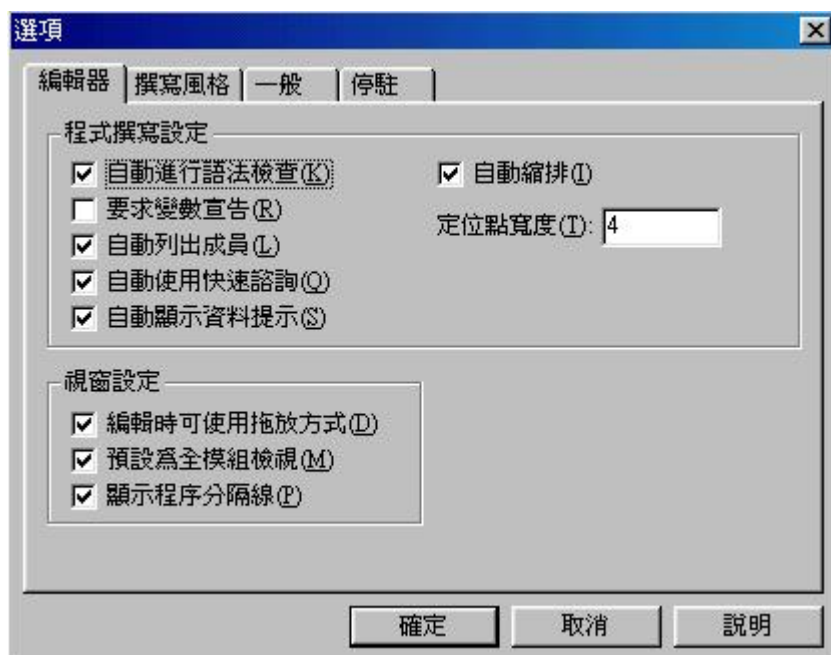 選項
編輯器 撰寫風格 一般 停駐
程式撰寫設定
自動進行語法檢查(K)
自動縮排(I)
要求變數宣告(R)
定位點寬度(T): 4
自動列出成員(L)
自動使用快速諮詢(Q)
自動顯示資料提示(S)
視窗設定
編輯時可使用拖放方式(D)
預設為全模組檢視(M)
顯示程序分隔線(P)
確定 取消 說明